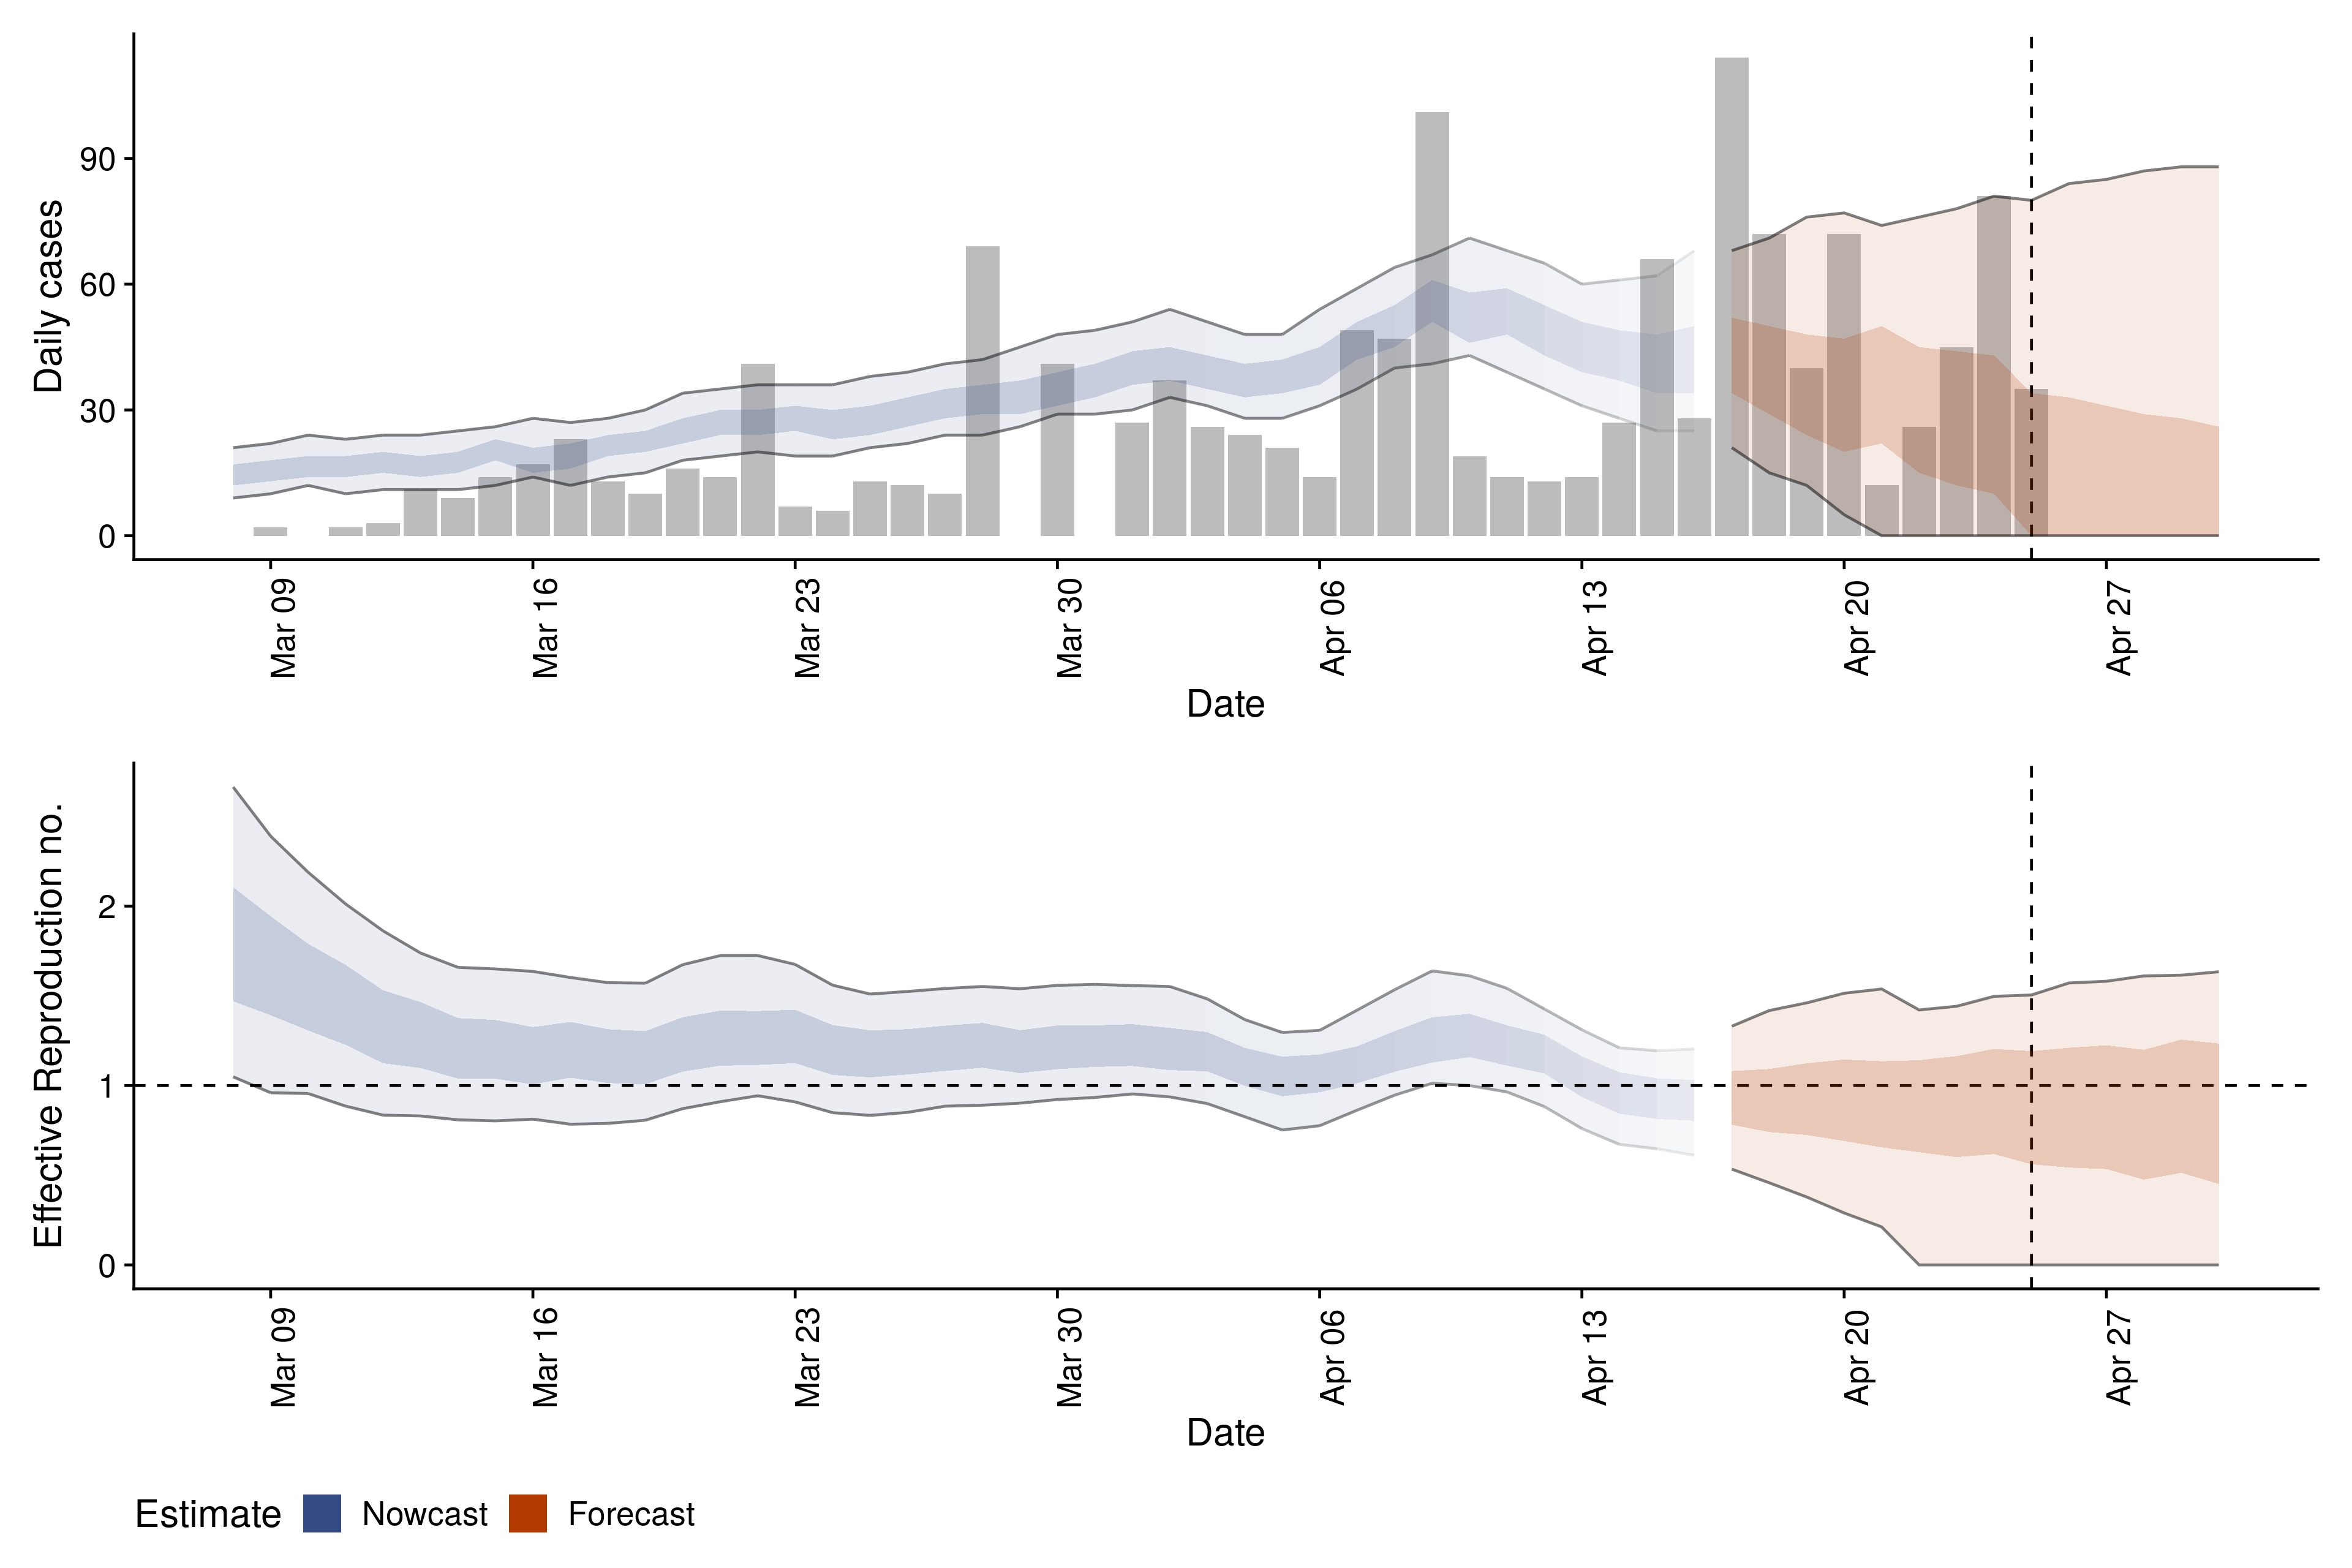 Daily cases
90
60
30
0
Mar 09
Mar 16
Mar 23
Mar 30
Apr 06
Apr 13
Apr 20
Apr 27
Date
Effective Reproduction no.
2
1
0
Mar 09
Mar 16
Mar 23
Mar 30
Apr 06
Apr 13
Apr 20
Apr 27
Date
Estimate Nowcast Forecast